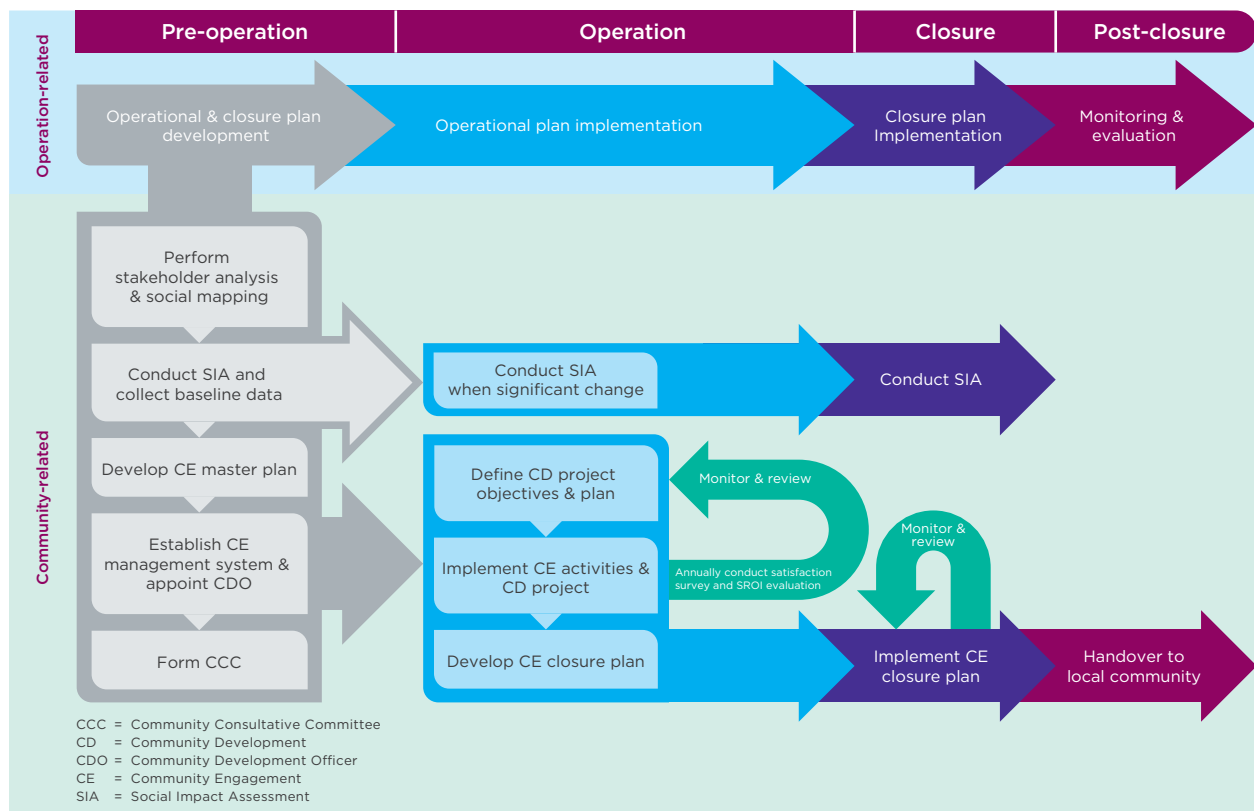 Pre-operation
Operation
Closure
Post-closure
Operation-related
Operational & closure plan
development
Operational plan implementation
Closure plan
Implementation
Monitoring &
evaluation
Community-related
Perform
stakeholder analysis
& social mapping
Conduct SIA and
collect baseline data
Develop CE master plan
Establish CE
management system &
appoint CDO
Form CCC
Conduct SIA
when significant change
Conduct SIA
Define CD project
objectives & plan
Implement CE activities &
CD project
Develop CE closure plan
Monitor & review
Annually conduct satisfaction
survey and SROI evaluation
Monitor &
review
Implement CE
closure plan
Handover to
local community
CCC = Community Consultative Committee
CD = Community Development
CDO = Community Development Officer
CE = Community Engagement
SIA = Social Impact Assessment